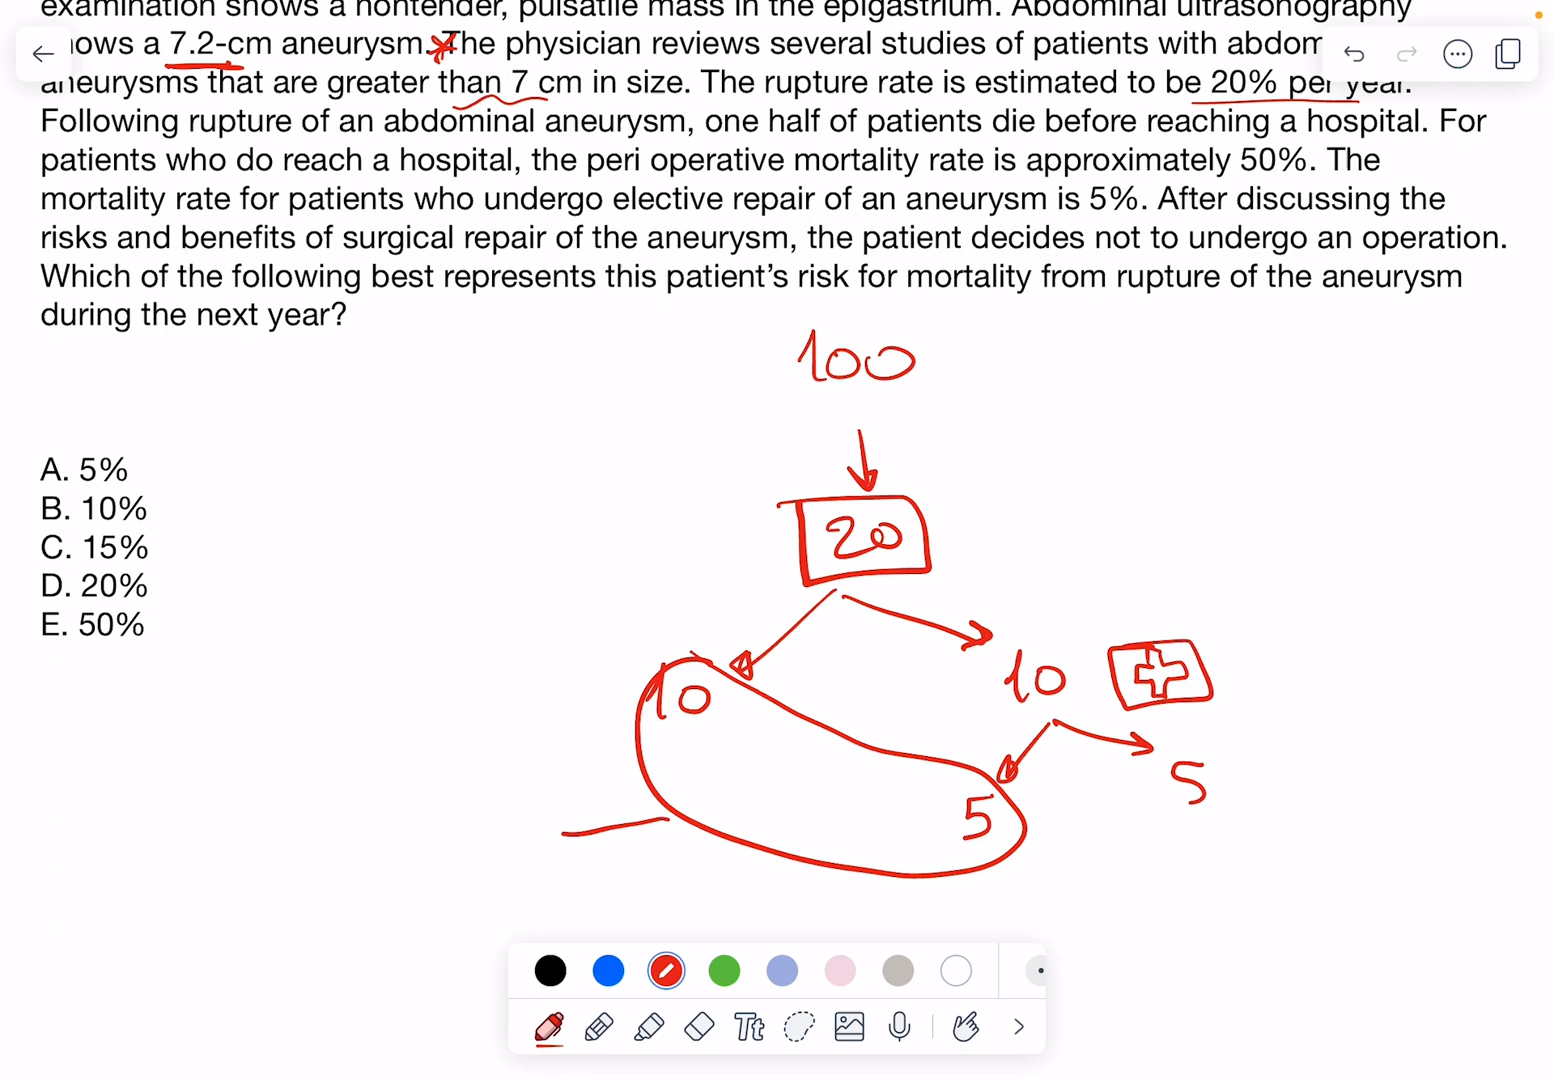 examination shows a nontender, pulsatile mass in the epigastrium. Abdominal ultrasonography
hows a 7.2-cm aneurysm. The physician reviews several studies of patients with abdom
aneurysms that are greater than 7 cm in size. The rupture rate is estimated to be 20% per year.
Following rupture of an abdominal aneurysm, one half of patients die before reaching a hospital. For
patients who do reach a hospital, the peri operative mortality rate is approximately 50%. The
mortality rate for patients who undergo elective repair of an aneurysm is 5%. After discussing the
risks and benefits of surgical repair of the aneurysm, the patient decides not to undergo an operation.
Which of the following best represents this patient’s risk for mortality from rupture of the aneurysm
during the next year?
100
A. 5%
B. 10%
C. 15%
D. 20%
E. 50%
20
10
10
5
5
Tt